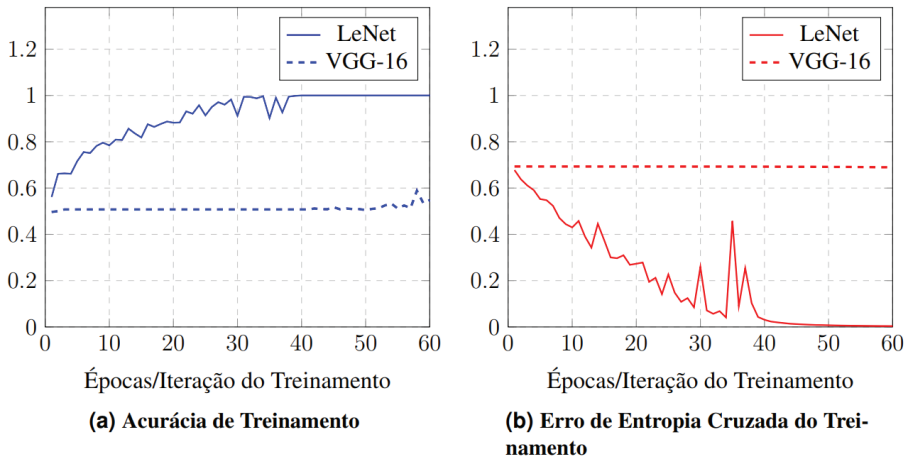 LeNet
VGG-16
1.2
1
0.8
0.6
0.4
0.2
0
0 10 20 30 40 50 60
Épocas/Iteração do Treinamento
(a) Acurácia de Treinamento
LeNet
VGG-16
1.2
1
0.8
0.6
0.4
0.2
0
0 10 20 30 40 50 60
Épocas/Iteração do Treinamento
(b) Erro de Entropia Cruzada do Trei-
namento